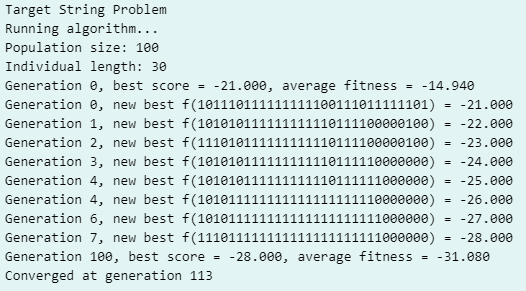 Target String Problem
Running algorithm...
Population size: 100
Individual length: 30
Generation 0, best score = -21.000, average fitness = -14.940
Generation 0, new best f(101110111111111100111011111101) = -21.000
Generation 1, new best f(101010111111111110111100000100) = -22.000
Generation 2, new best f(111010111111111110111100000100) = -23.000
Generation 3, new best f(101010111111111110111110000000) = -24.000
Generation 4, new best f(101010111111111110111111000000) = -25.000
Generation 4, new best f(101011111111111111111110000000) = -26.000
Generation 6, new best f(101011111111111111111111000000) = -27.000
Generation 7, new best f(111011111111111111111111000000) = -28.000
Generation 100, best score = -28.000, average fitness = -31.080
Converged at generation 113